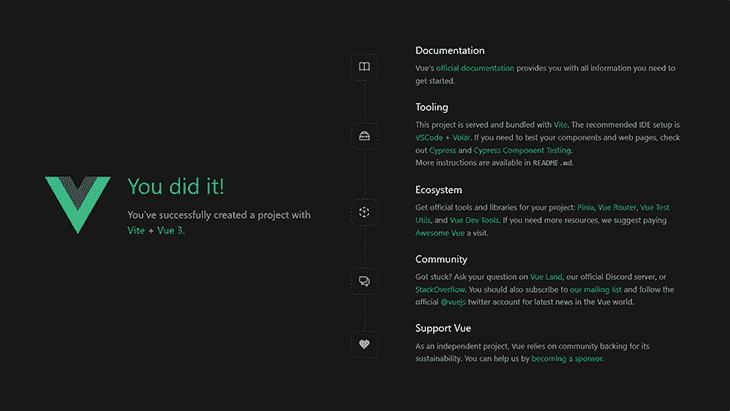 You did it!
You've successfully created a project with
Vite + Vue 3.
Documentation
Vue's official documentation provides you with all information you need to
get started.
Tooling
This project is served and bundled with Vite. The recommended IDE setup is
VSCode + Volar. If you need to test your components and web pages, check
out Cypress and Cypress Component Testing.
More instructions are available in README.md.
Ecosystem
Get official tools and libraries for your project: Pinia, Vue Router, Vue Test
Utils, and Vue Dev Tools. If you need more resources, we suggest paying
Awesome Vue a visit.
Community
Got stuck? Ask your question on Vue Land, our official Discord server, or
StackOverflow. You should also subscribe to our mailing list and follow the
official @vuejs twitter account for latest news in the Vue world.
Support Vue
As an independent project, Vue relies on community backing for its
sustainability. You can help us by becoming a sponsor.